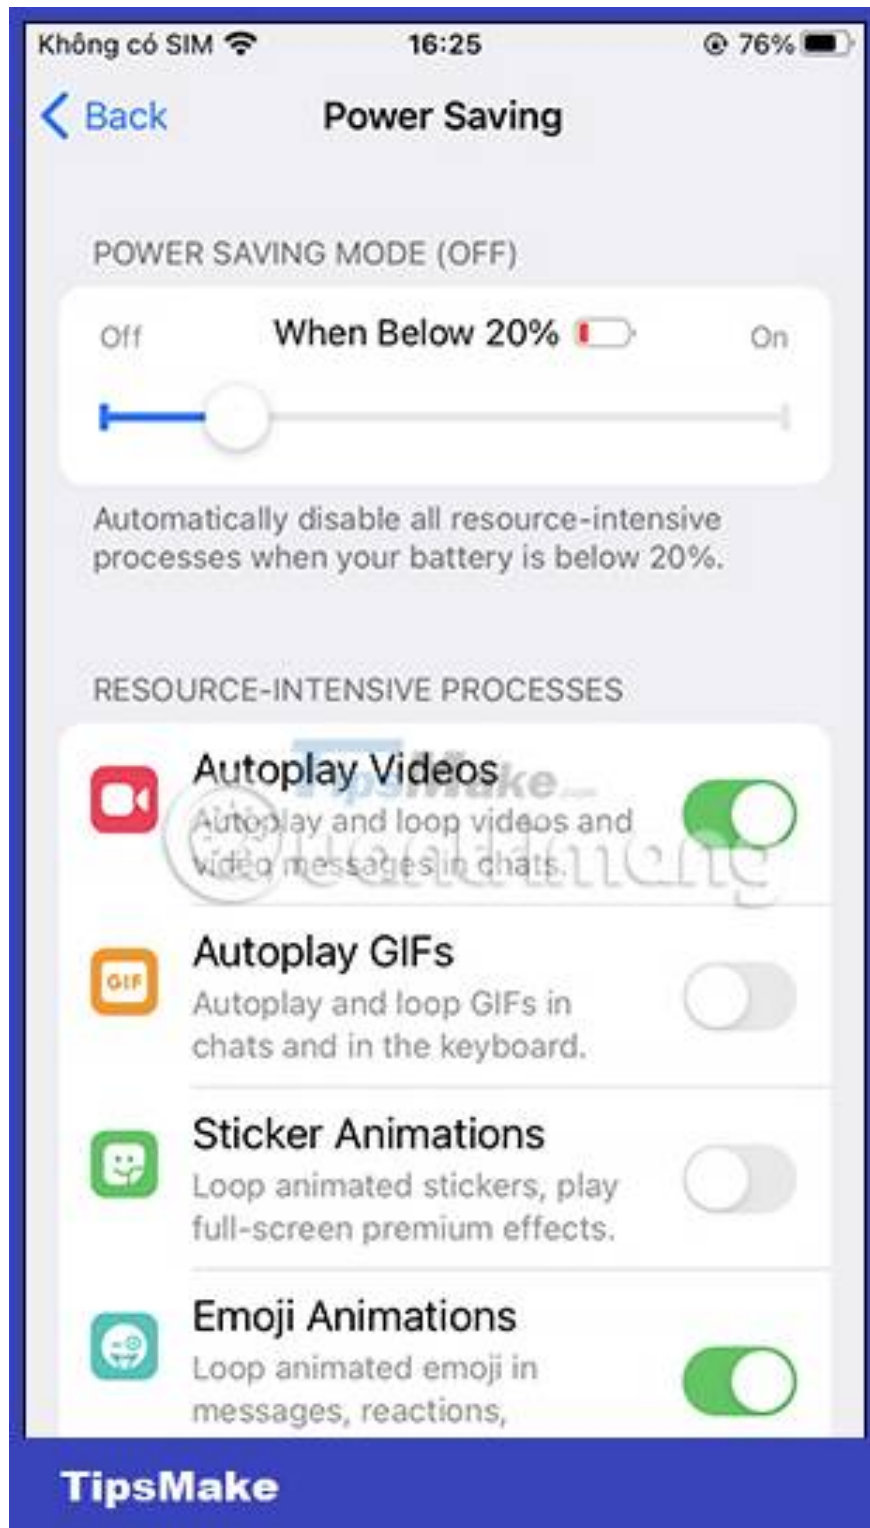 Không có SIM 16:25 76%
Back Power Saving
POWER SAVING MODE (OFF)
Off When Below 20% On
Automatically disable all resource-intensive
processes when your battery is below 20%.
RESOURCE-INTENSIVE PROCESSES
Autoplay Videos
TipsMake.com
Autoplay and loop videos and
video messages in chats.
Quantrimang
Autoplay GIFs
GIF
Autoplay and loop GIFs in
chats and in the keyboard.
Sticker Animations
Loop animated stickers, play
full-screen premium effects.
Emoji Animations
Loop animated emoji in
messages, reactions,
TipsMake